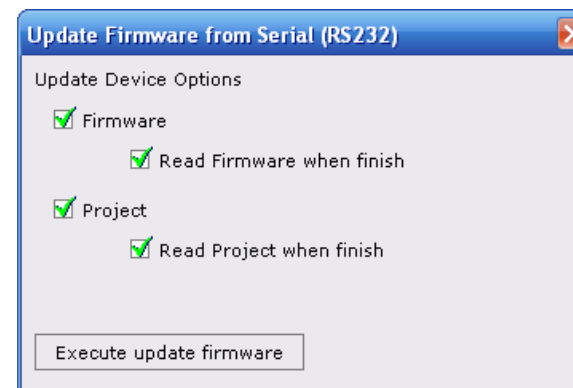 Update Firmware from Serial (RS232)
Update Device Options
Firmware
Read Firmware when finish
Project
Read Project when finish
Execute update firmware